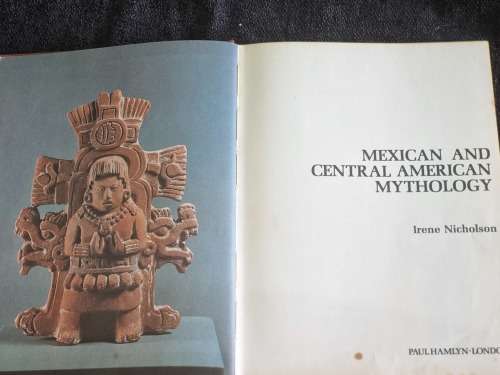 MEXICAN AND
CENTRAL AMERICAN
MYTHOLOGY
Irene Nicholson
PAUL HAMLYN · LONDO